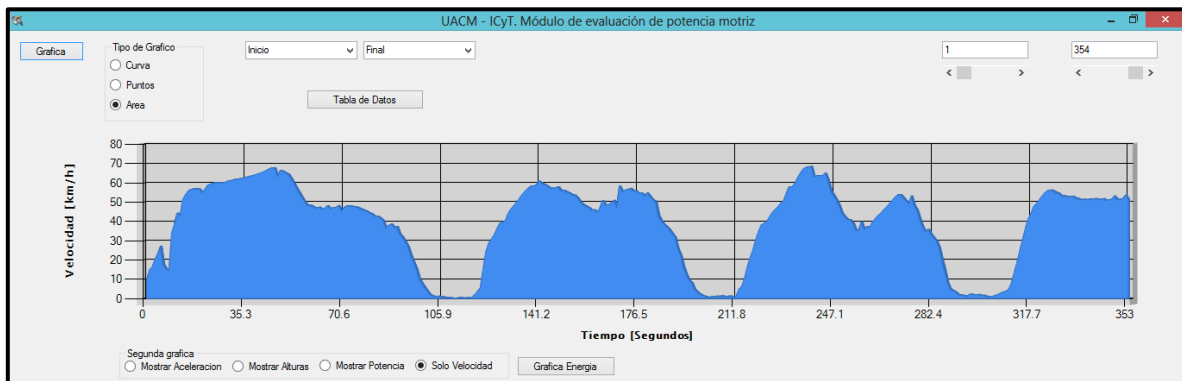 UACM - ICyT. Módulo de evaluación de potencia motriz
Grafica
Tipo de Grafico
Curva
Puntos
Area
Inicio
Final
Tabla de Datos
1
354
Velocidad [km/h]
80
70
60
50
40
30
20
10
0
0 35.3 70.6 105.9 141.2 176.5 211.8 247.1 282.4 317.7 353
Tiempo [Segundos]
Segunda grafica
Mostrar Aceleracion Mostrar Alturas Mostrar Potencia Solo Velocidad Grafica Energia